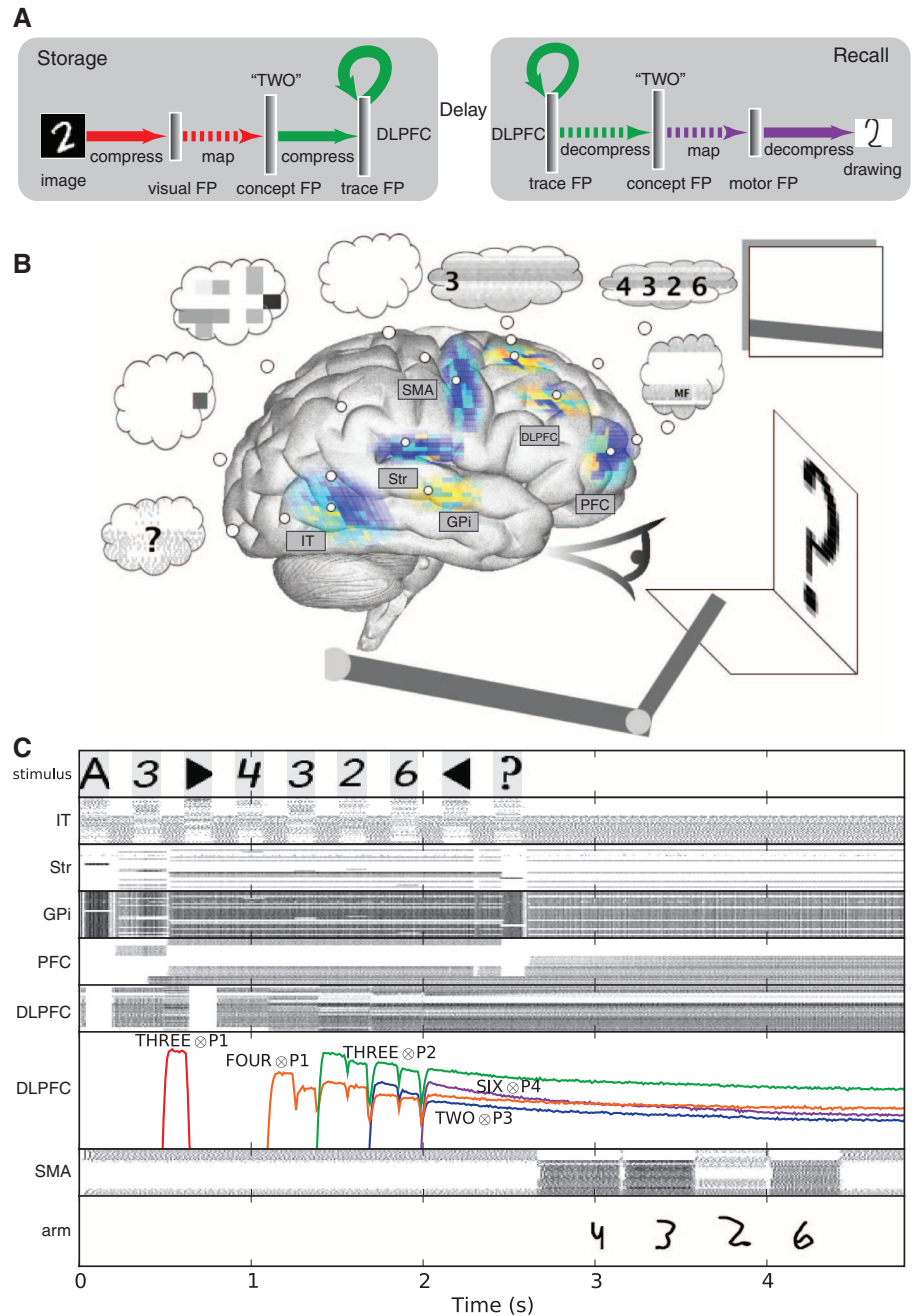 A
Storage
Recall
"TWO"
"TWO"
DLPFC
Delay
DLPFC
2
compress
map
compress
decompress
map
decompress
2
image
visual FP
concept FP
trace FP
trace FP
concept FP
motor FP
drawing
B
3
4 3 2 6
MF
SMA
DLPFC
Str
PFC
GPi
IT
?
?
C
stimulus
A 3 ▶ 4 3 2 6 ◀ ?
IT
Str
GPi
PFC
DLPFC
DLPFC
THREE⊗P1
FOUR⊗P1
THREE⊗P2
SIX⊗P4
TWO⊗P3
SMA
arm
4 3 2 6
0 1 2 3 4
Time (s)